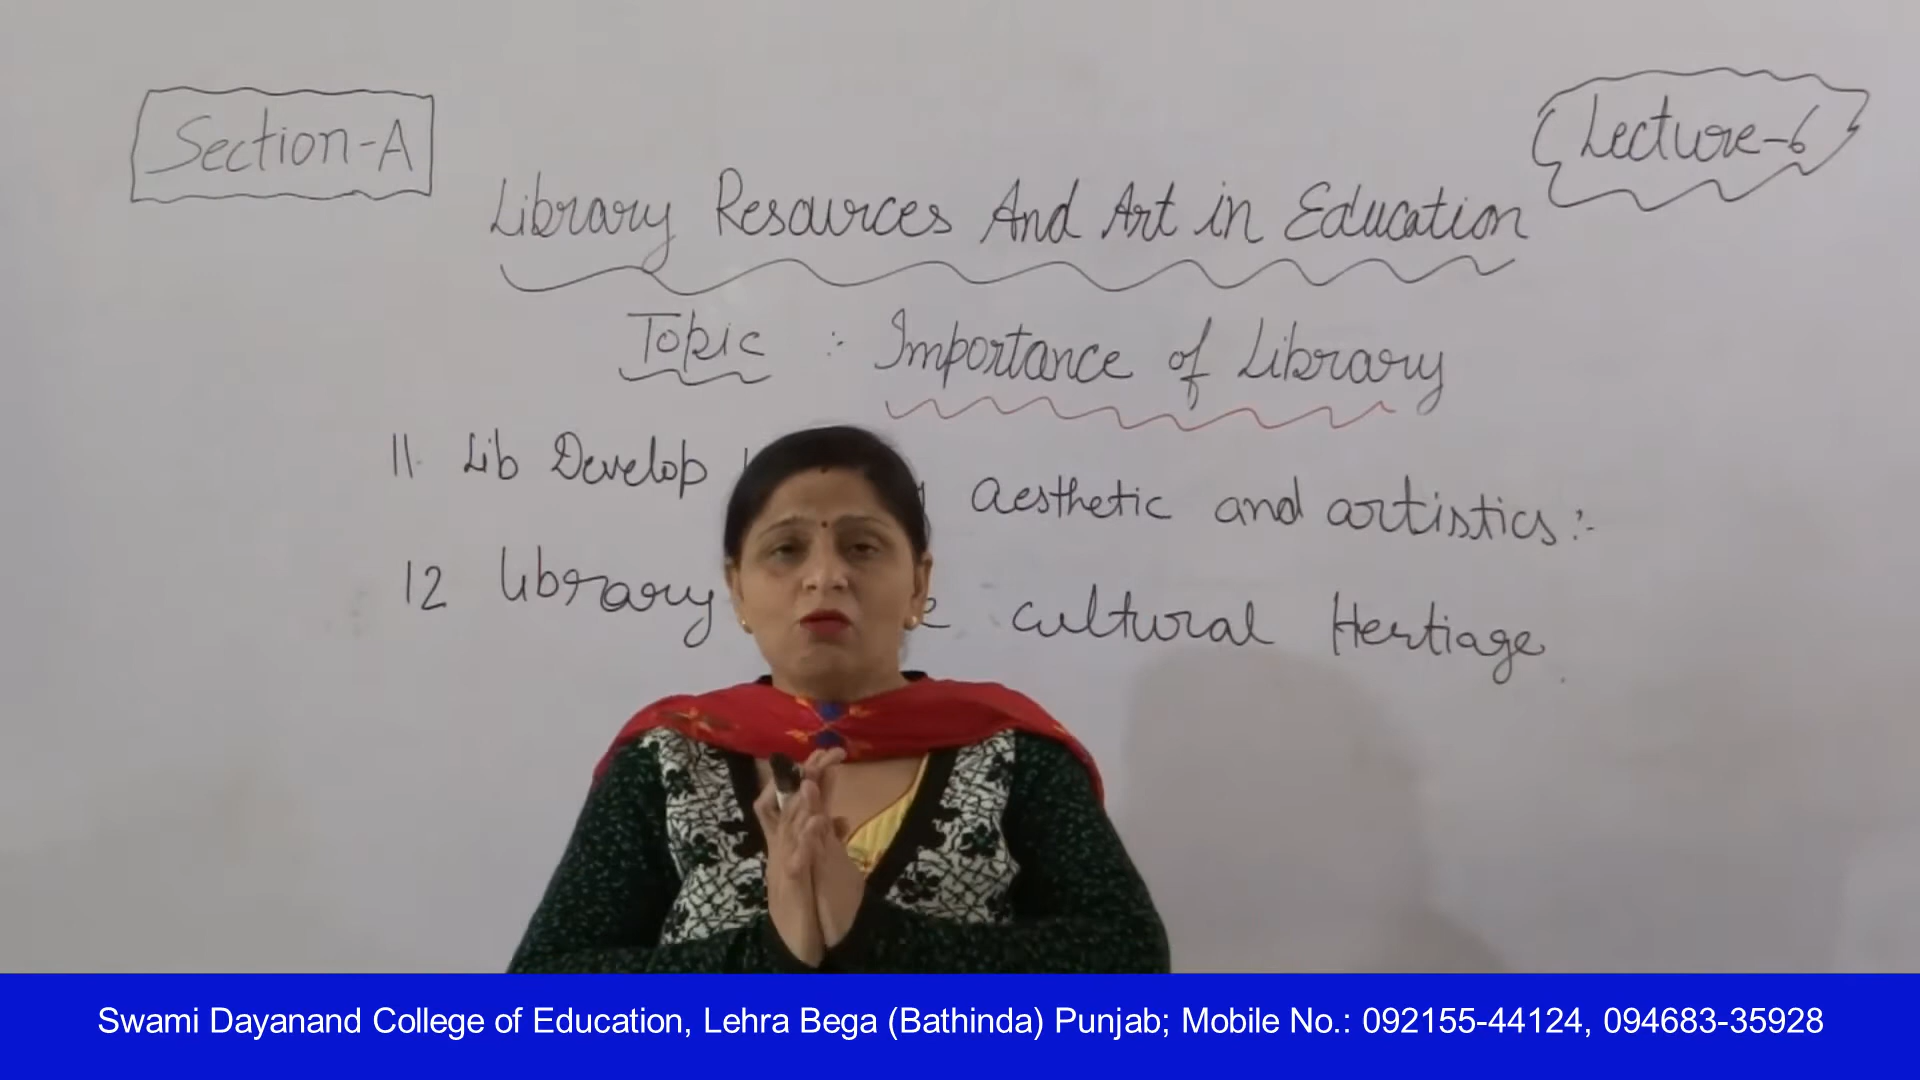 Section-A
Lecture-6
Library Resources And Art in Education
Topic :- Importance of Library
11. Lib Develop aesthetic and artistics:-
12 library cultural Hertiage.
Swami Dayanand College of Education, Lehra Bega (Bathinda) Punjab; Mobile No.: 092155-44124, 094683-35928